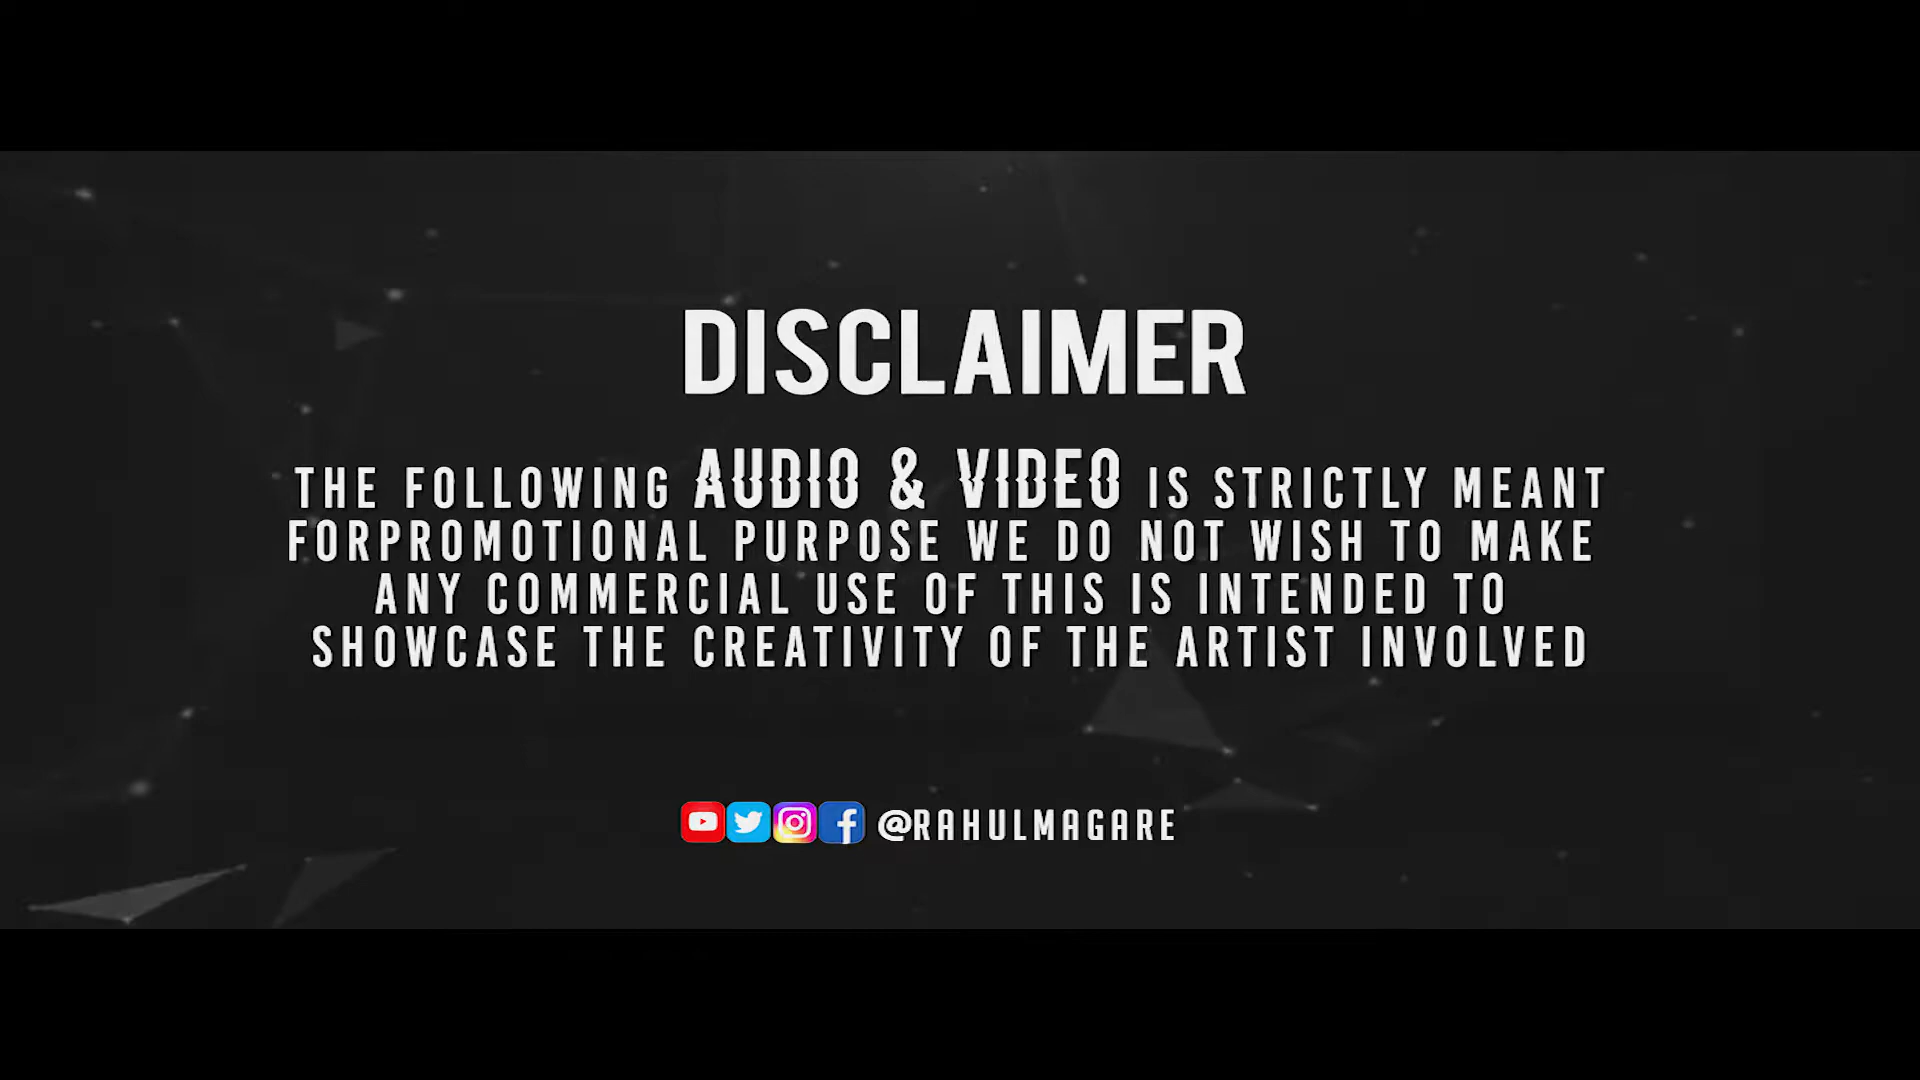 DISCLAIMER
THE FOLLOWING AUDIO & VIDEO IS STRICTLY MEANT
FORPROMOTIONAL PURPOSE WE DO NOT WISH TO MAKE
ANY COMMERCIAL USE OF THIS IS INTENDED TO
SHOWCASE THE CREATIVITY OF THE ARTIST INVOLVED
@RAHULMAGARE